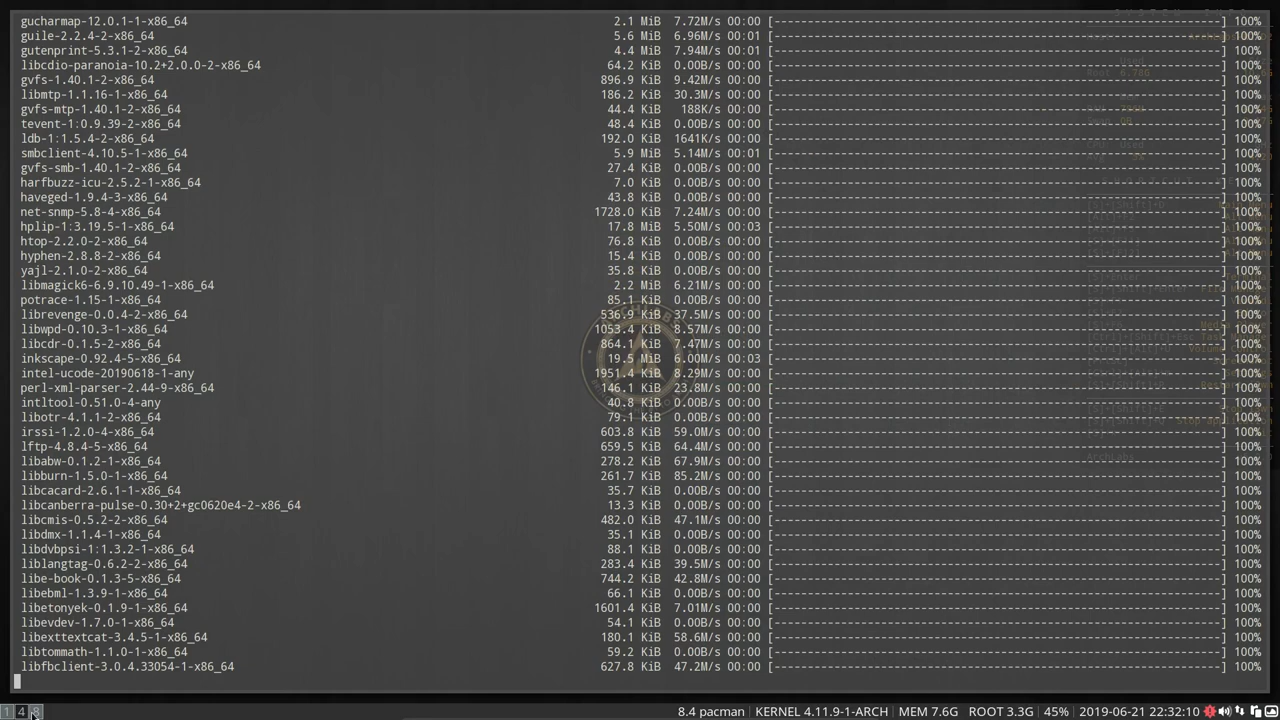 gucharmap-12.0.1-1-x86_64 2.1 MiB 7.72M/s 00:00 [----------------------------------------------------------------] 100%
guile-2.2.4-2-x86_64 5.6 MiB 6.96M/s 00:01 [----------------------------------------------------------------] 100%
gutenprint-5.3.1-2-x86_64 4.4 MiB 7.94M/s 00:01 [----------------------------------------------------------------] 100%
libcdio-paranoia-10.2+2.0.0-2-x86_64 64.2 KiB 0.00B/s 00:00 [----------------------------------------------------------------] 100%
gvfs-1.40.1-2-x86_64 896.9 KiB 9.42M/s 00:00 [----------------------------------------------------------------] 100%
libmtp-1.1.16-1-x86_64 186.2 KiB 30.3M/s 00:00 [----------------------------------------------------------------] 100%
gvfs-mtp-1.40.1-2-x86_64 44.4 KiB 188K/s 00:00 [----------------------------------------------------------------] 100%
tevent-1:0.9.39-2-x86_64 48.4 KiB 0.00B/s 00:00 [----------------------------------------------------------------] 100%
ldb-1:1.5.4-2-x86_64 192.0 KiB 1641K/s 00:00 [----------------------------------------------------------------] 100%
smbclient-4.10.5-1-x86_64 5.9 MiB 5.14M/s 00:01 [----------------------------------------------------------------] 100%
gvfs-smb-1.40.1-2-x86_64 27.4 KiB 0.00B/s 00:00 [----------------------------------------------------------------] 100%
harfbuzz-icu-2.5.2-1-x86_64 7.0 KiB 0.00B/s 00:00 [----------------------------------------------------------------] 100%
haveged-1.9.4-3-x86_64 43.8 KiB 0.00B/s 00:00 [----------------------------------------------------------------] 100%
net-snmp-5.8-4-x86_64 1728.0 KiB 7.24M/s 00:00 [----------------------------------------------------------------] 100%
hplip-1:3.19.5-1-x86_64 17.8 MiB 5.50M/s 00:03 [----------------------------------------------------------------] 100%
htop-2.2.0-2-x86_64 76.8 KiB 0.00B/s 00:00 [----------------------------------------------------------------] 100%
hyphen-2.8.8-2-x86_64 15.4 KiB 0.00B/s 00:00 [----------------------------------------------------------------] 100%
yajl-2.1.0-2-x86_64 35.8 KiB 0.00B/s 00:00 [----------------------------------------------------------------] 100%
libmagick6-6.9.10.49-1-x86_64 2.2 MiB 6.21M/s 00:00 [----------------------------------------------------------------] 100%
potrace-1.15-1-x86_64 85.1 KiB 0.00B/s 00:00 [----------------------------------------------------------------] 100%
librevenge-0.0.4-2-x86_64 536.9 KiB 37.5M/s 00:00 [----------------------------------------------------------------] 100%
libwpd-0.10.3-1-x86_64 1053.4 KiB 8.57M/s 00:00 [----------------------------------------------------------------] 100%
libcdr-0.1.5-2-x86_64 864.1 KiB 7.47M/s 00:00 [----------------------------------------------------------------] 100%
inkscape-0.92.4-5-x86_64 19.5 MiB 6.00M/s 00:03 [----------------------------------------------------------------] 100%
intel-ucode-20190618-1-any 1951.4 KiB 8.29M/s 00:00 [----------------------------------------------------------------] 100%
perl-xml-parser-2.44-9-x86_64 146.1 KiB 23.8M/s 00:00 [----------------------------------------------------------------] 100%
intltool-0.51.0-4-any 40.8 KiB 0.00B/s 00:00 [----------------------------------------------------------------] 100%
libotr-4.1.1-2-x86_64 79.1 KiB 0.00B/s 00:00 [----------------------------------------------------------------] 100%
irssi-1.2.0-4-x86_64 603.8 KiB 59.0M/s 00:00 [----------------------------------------------------------------] 100%
lftp-4.8.4-5-x86_64 659.5 KiB 64.4M/s 00:00 [----------------------------------------------------------------] 100%
libabw-0.1.2-1-x86_64 278.2 KiB 67.9M/s 00:00 [----------------------------------------------------------------] 100%
libburn-1.5.0-1-x86_64 261.7 KiB 85.2M/s 00:00 [----------------------------------------------------------------] 100%
libcacard-2.6.1-1-x86_64 35.7 KiB 0.00B/s 00:00 [----------------------------------------------------------------] 100%
libcanberra-pulse-0.30+2+gc0620e4-2-x86_64 13.3 KiB 0.00B/s 00:00 [----------------------------------------------------------------] 100%
libcmis-0.5.2-2-x86_64 482.0 KiB 47.1M/s 00:00 [----------------------------------------------------------------] 100%
libdmx-1.1.4-1-x86_64 35.1 KiB 0.00B/s 00:00 [----------------------------------------------------------------] 100%
libdvbpsi-1:1.3.2-1-x86_64 88.1 KiB 0.00B/s 00:00 [----------------------------------------------------------------] 100%
liblangtag-0.6.2-2-x86_64 283.4 KiB 39.5M/s 00:00 [----------------------------------------------------------------] 100%
libe-book-0.1.3-5-x86_64 744.2 KiB 42.8M/s 00:00 [----------------------------------------------------------------] 100%
libebml-1.3.9-1-x86_64 66.1 KiB 0.00B/s 00:00 [----------------------------------------------------------------] 100%
libetonyek-0.1.9-1-x86_64 1601.4 KiB 7.01M/s 00:00 [----------------------------------------------------------------] 100%
libevdev-1.7.0-1-x86_64 54.1 KiB 0.00B/s 00:00 [----------------------------------------------------------------] 100%
libexttextcat-3.4.5-1-x86_64 180.1 KiB 58.6M/s 00:00 [----------------------------------------------------------------] 100%
libtommath-1.1.0-1-x86_64 59.2 KiB 0.00B/s 00:00 [----------------------------------------------------------------] 100%
libfbclient-3.0.4.33054-1-x86_64 627.8 KiB 47.2M/s 00:00 [----------------------------------------------------------------] 100%
1 4 8 8.4 pacman | KERNEL 4.11.9-1-ARCH | MEM 7.6G | ROOT 3.3G | 45% | 2019-06-21 22:32:10